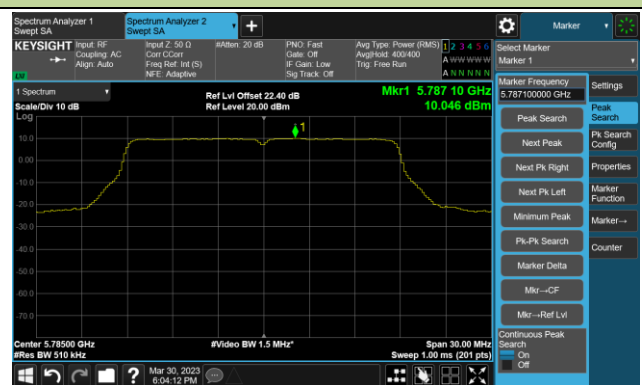 Spectrum Analyzer 1
Swept SA
Spectrum Analyzer 2
Swept SA
+
Marker
KEYSIGHT
Input: RF
Coupling: AC
Align: Auto
Input Z: 50 Ω
Corr CCorr
Freq Ref: Int (S)
NFE: Adaptive
#Atten: 20 dB
PNO: Fast
Gate: Off
IF Gain: Low
Sig Track: Off
Avg Type: Power (RMS)
Avg|Hold: 400/400
Trig: Free Run
1 2 3 4 5 6
A W W W W W
A N N N N N
LV
1 Spectrum
Scale/Div 10 dB
Ref Lvl Offset 22.40 dB
Ref Level 20.00 dBm
Mkr1 5.787 10 GHz
10.046 dBm
Log
1
10.0
0.00
-10.0
-20.0
-30.0
-40.0
-50.0
-60.0
-70.0
Center 5.78500 GHz
#Res BW 510 kHz
#Video BW 1.5 MHz*
Span 30.00 MHz
Sweep 1.00 ms (201 pts)
Select Marker
Marker 1
Marker Frequency
5.787100000 GHz
Peak Search
Next Peak
Next Pk Right
Next Pk Left
Minimum Peak
Pk-Pk Search
Marker Delta
Mkr→CF
Mkr→Ref Lvl
Continuous Peak
Search
On
Off
Settings
Peak
Search
Pk Search
Config
Properties
Marker
Function
Marker→
Counter
?
Mar 30, 2023
6:04:12 PM